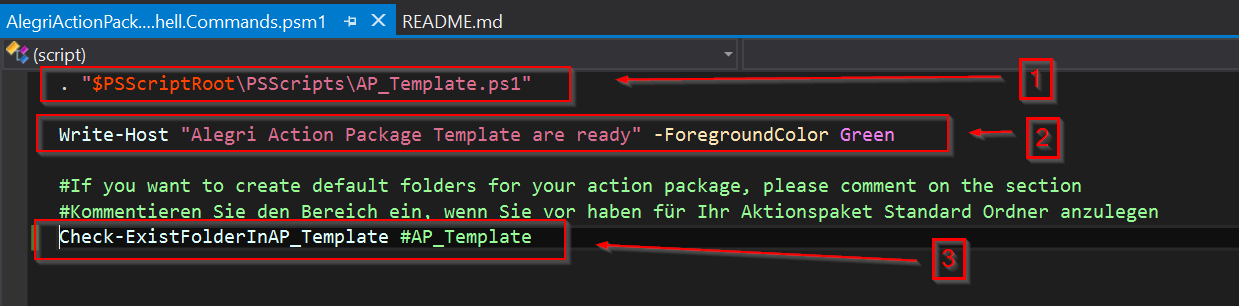 AlegriActionPack....hell.Commands.psm1 README.md
(script)
. "$PSScriptRoot\PSScripts\AP_Template.ps1"
1
Write-Host "Alegri Action Package Template are ready" -ForegroundColor Green
2
#If you want to create default folders for your action package, please comment on the section
#Kommentieren Sie den Bereich ein, wenn Sie vor haben für Ihr Aktionspaket Standard Ordner anzulegen
Check-ExistFolderInAP_Template #AP_Template
3